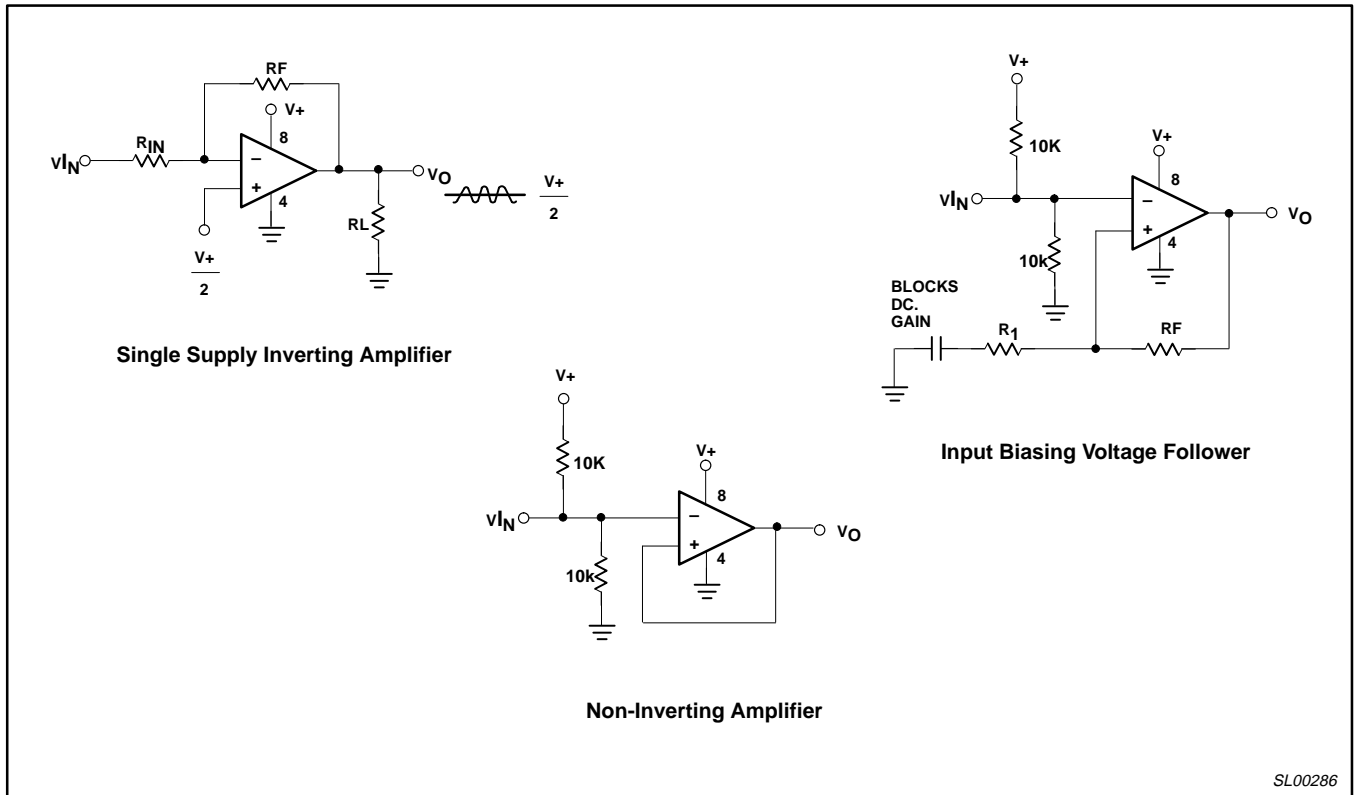 RF
V+
8
RIN
VIN
−
+
4
VO
V+
2
RL
V+
2
Single Supply Inverting Amplifier
V+
10K
V+
8
VIN
−
+
4
VO
10k
BLOCKS
DC.
GAIN
R1
RF
Input Biasing Voltage Follower
V+
10K
V+
8
VIN
−
+
4
VO
10k
Non-Inverting Amplifier
SL00286